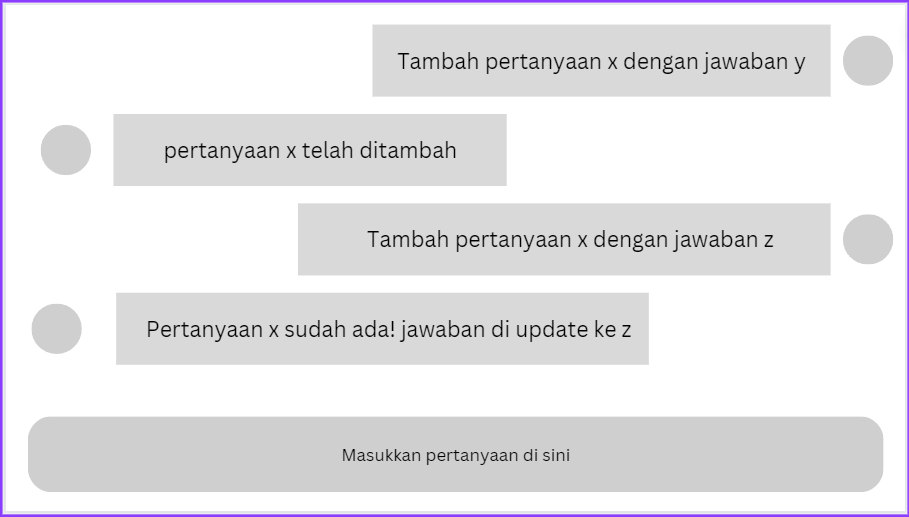 Tambah pertanyaan x dengan jawaban y
pertanyaan x telah ditambah
Tambah pertanyaan x dengan jawaban z
Pertanyaan x sudah ada! jawaban di update ke z
Masukkan pertanyaan di sini